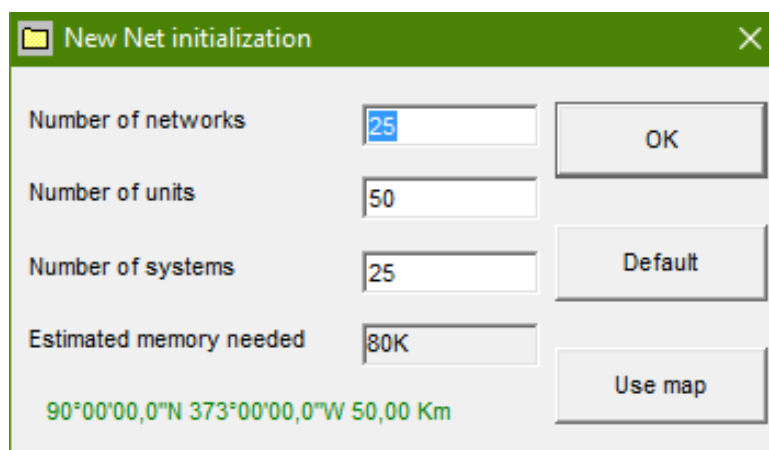 New Net initialization
Number of networks 25 OK
Number of units 50
Number of systems 25 Default
Estimated memory needed 80K
Use map
90°00'00,0"N 373°00'00,0"W 50,00 Km